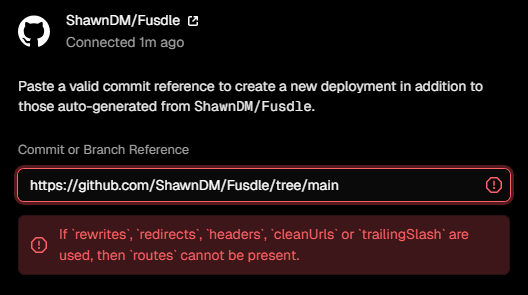 ShawnDM/Fusdle
Connected 1m ago
Paste a valid commit reference to create a new deployment in addition to
those auto-generated from ShawnDM/Fusdle.
Commit or Branch Reference
https://github.com/ShawnDM/Fusdle/tree/main
If `rewrites`, `redirects`, `headers`, `cleanUrls` or `trailingSlash` are
used, then `routes` cannot be present.